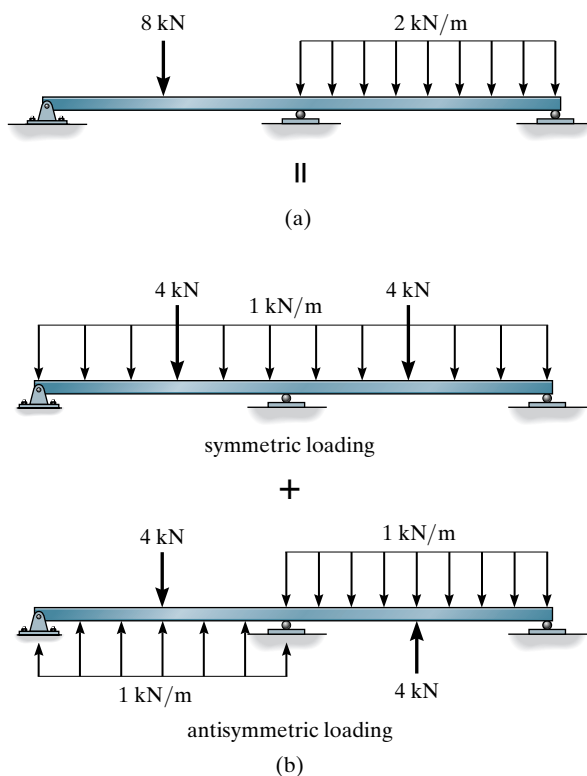 8 kN 2 kN/m
=
(a)
4 kN 1 kN/m 4 kN
symmetric loading
+
4 kN 1 kN/m
1 kN/m 4 kN
antisymmetric loading
(b)